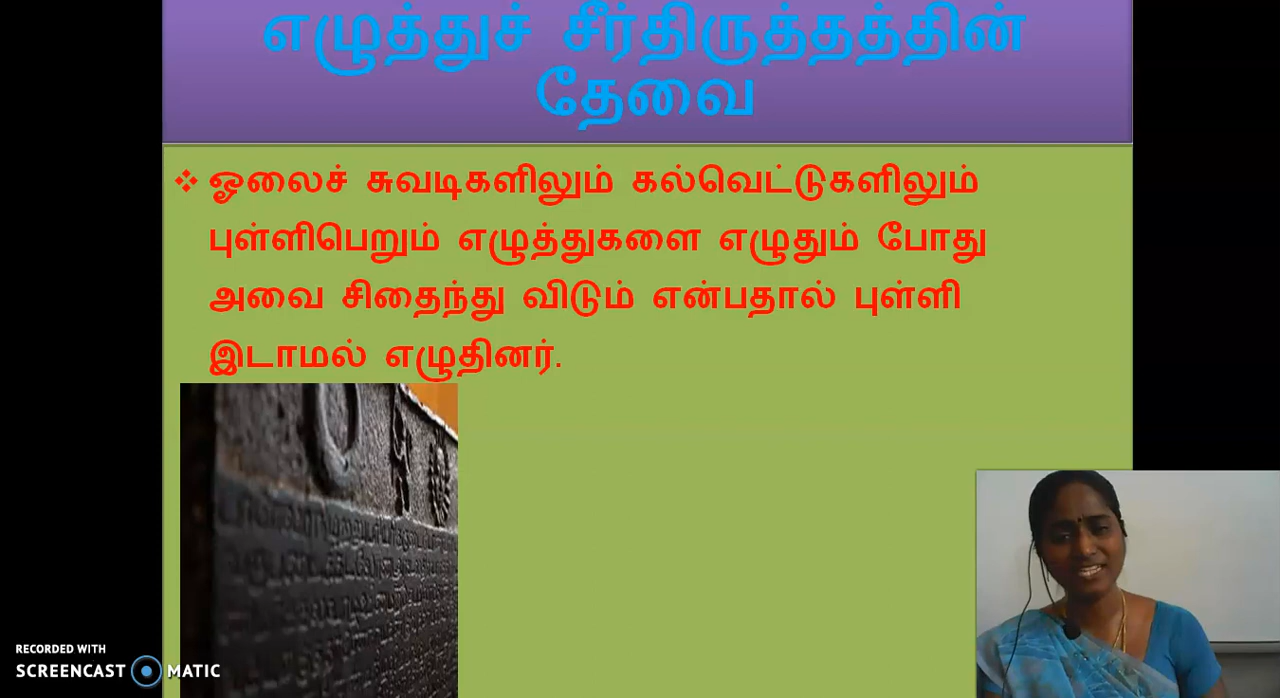 எழுத்துச் சீர்திருத்தத்தின்
தேவை
❖ ஓலைச் சுவடிகளிலும் கல்வெட்டுகளிலும்
புள்ளிபெறும் எழுத்துகளை எழுதும் போது
அவை சிதைந்து விடும் என்பதால் புள்ளி
இடாமல் எழுதினர்.
RECORDED WITH
SCREENCAST MATIC